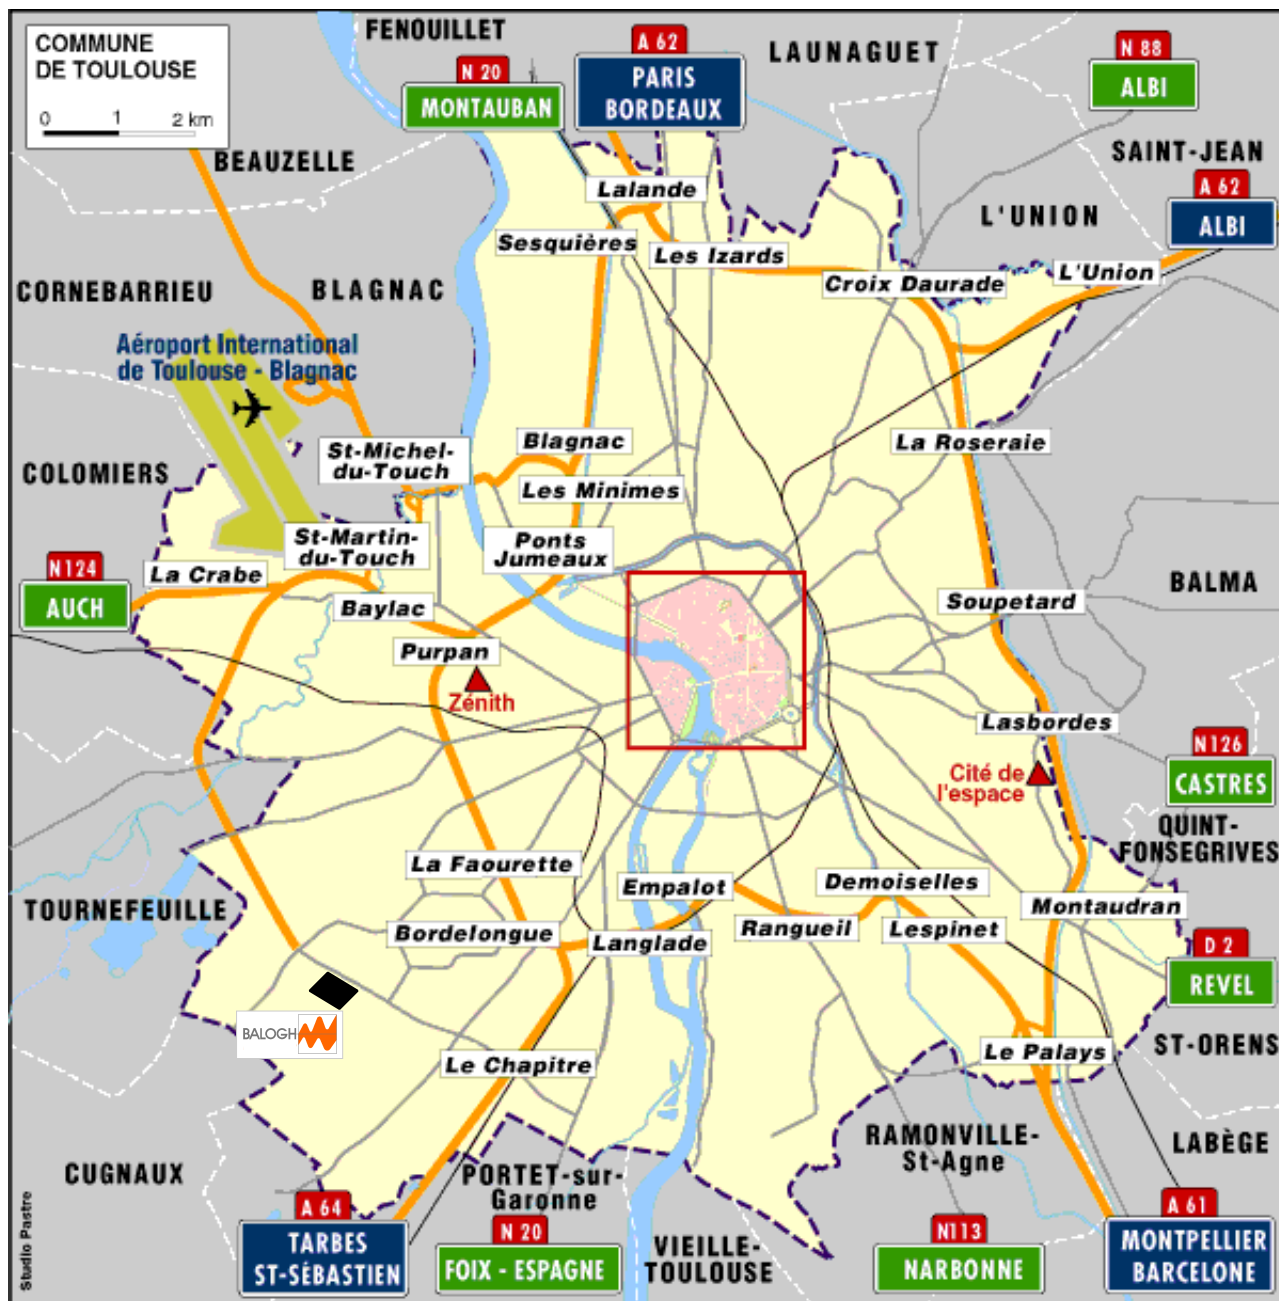 COMMUNE
DE TOULOUSE
0 1 2 km
FENOUILLET
A 62
PARIS
BORDEAUX
N 20
MONTAUBAN
LAUNAGUET
N 88
ALBI
BEAUZELLE
SAINT-JEAN
A 62
ALBI
Lalande
L'UNION
Sesquières
Les Izards
L'Union
Croix Daurade
CORNEBARRIEU
BLAGNAC
Aéroport International
de Toulouse - Blagnac
St-Michel-
du-Touch
Blagnac
La Roseraie
COLOMIERS
Les Minimes
St-Martin-
du-Touch
Ponts
Jumeaux
N124
AUCH
La Crabe
Baylac
Soupetard
BALMA
Purpan
Zénith
Lasbordes
N126
CASTRES
Cité de
l'espace
QUINT-
FONSEGRIVES
La Faourette
Empalot
Demoiselles
TOURNEFEUILLE
Montaudran
Bordelongue
Langlade
Rangueil
Lespinet
D 2
REVEL
BALOGH
Le Chapitre
Le Palays
ST-ORENS
RAMONVILLE-
St-Agne
LABÈGE
CUGNAUX
PORTET-sur-
Garonne
A 64
TARBES
ST-SÉBASTIEN
N 20
FOIX - ESPAGNE
VIEILLE-
TOULOUSE
N113
NARBONNE
A 61
MONTPELLIER
BARCELONE
Studio Pastre